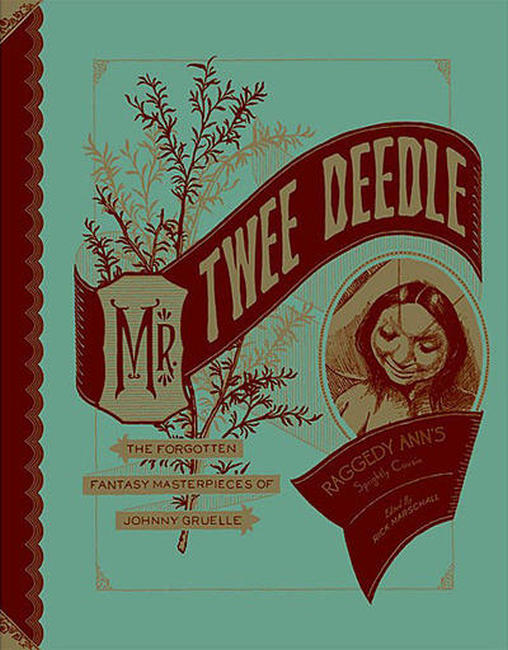 MR.
TWEE DEEDLE
THE FORGOTTEN
FANTASY MASTERPIECES OF
JOHNNY GRUELLE
RAGGEDY ANN'S
Sprightly Cousin
Edited By
RICK MARSCHALL